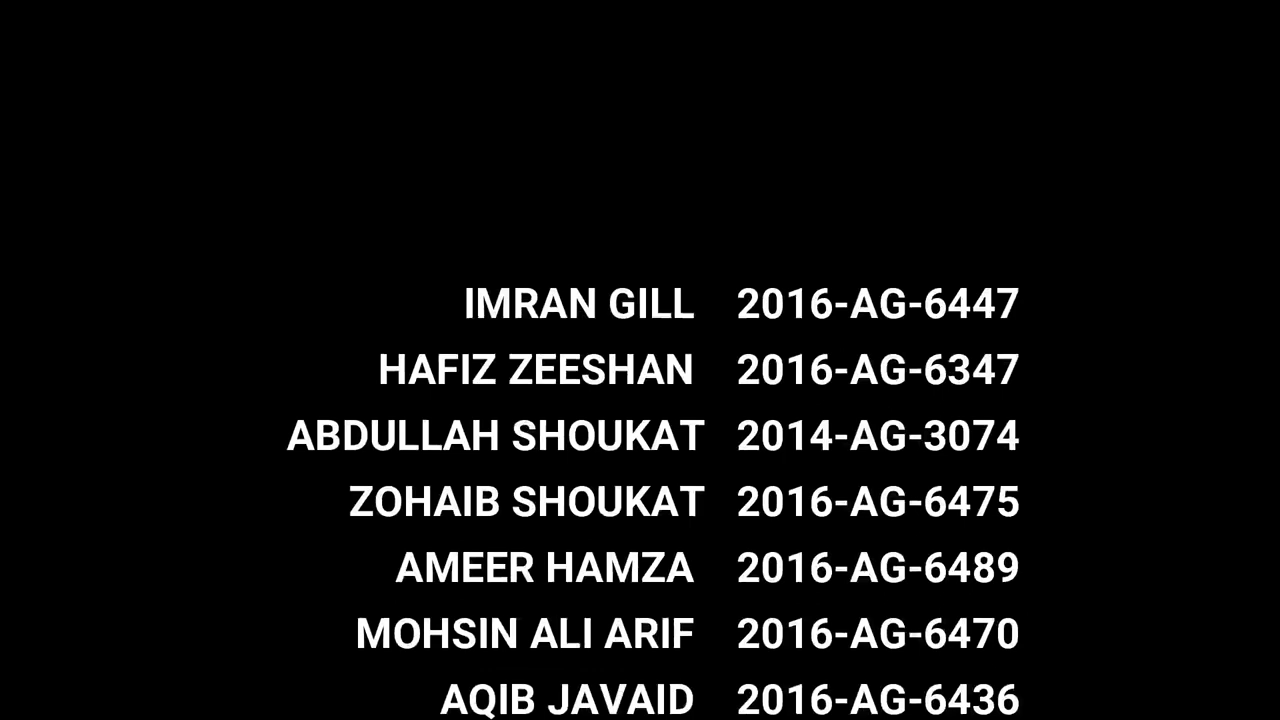 IMRAN GILL 2016-AG-6447
HAFIZ ZEESHAN 2016-AG-6347
ABDULLAH SHOUKAT 2014-AG-3074
ZOHAIB SHOUKAT 2016-AG-6475
AMEER HAMZA 2016-AG-6489
MOHSIN ALI ARIF 2016-AG-6470
AQIB JAVAID 2016-AG-6436